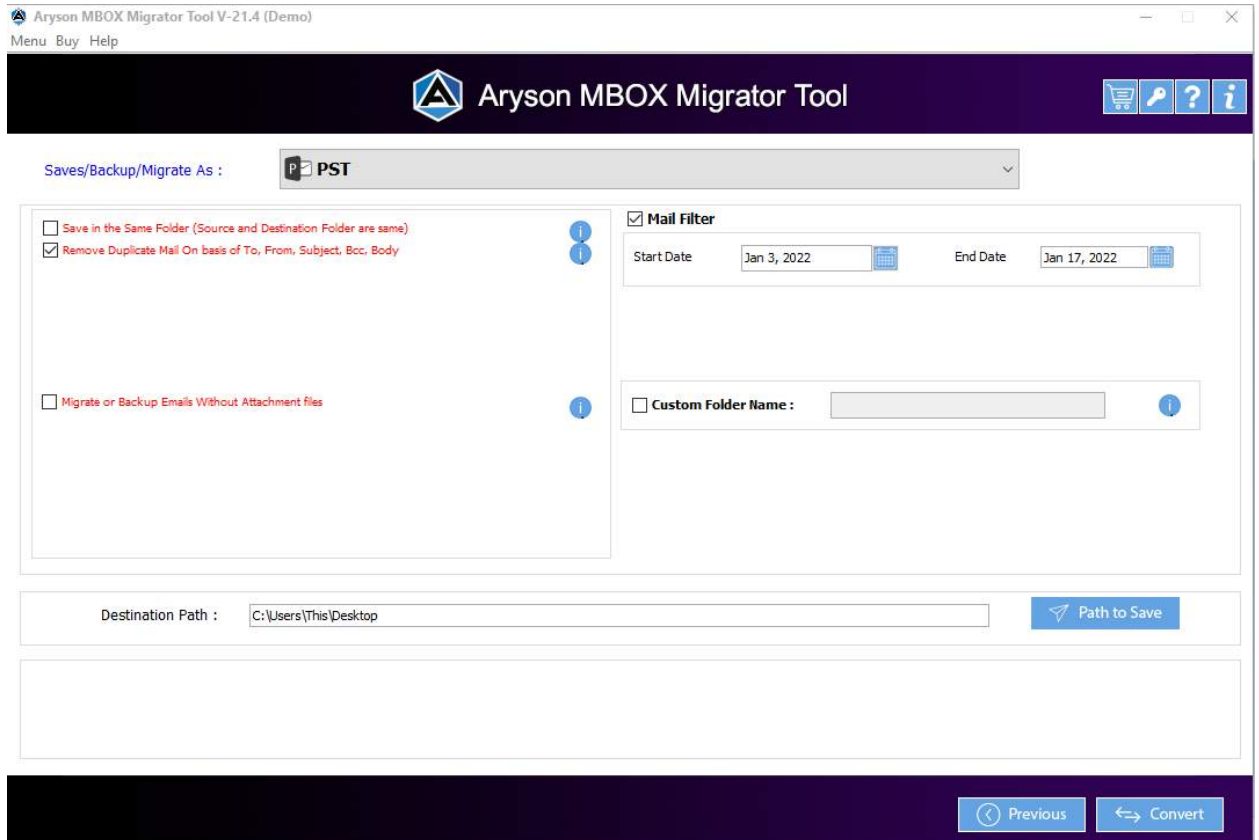 Aryson MBOX Migrator Tool V-21.4 (Demo)
Menu Buy Help
Aryson MBOX Migrator Tool
Saves/Backup/Migrate As :
PST
Save in the Same Folder (Source and Destination Folder are same)
Remove Duplicate Mail On basis of To, From, Subject, Bcc, Body
Mail Filter
Start Date Jan 3, 2022 End Date Jan 17, 2022
Migrate or Backup Emails Without Attachment files
Custom Folder Name :
Destination Path : C:\Users\This\Desktop Path to Save
Previous Convert